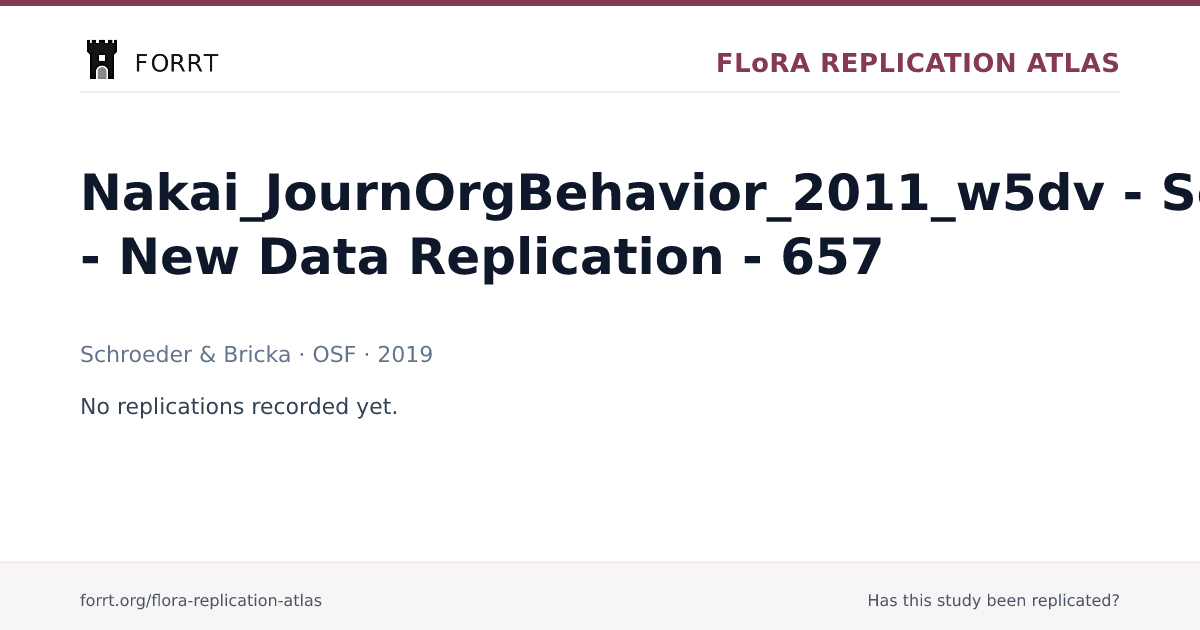 FORRT
FLoRA REPLICATION ATLAS
Nakai_JournOrgBehavior_2011_w5dv -
- New Data Replication - 657
Schroeder & Bricka · OSF · 2019
No replications recorded yet.
forrt.org/flora-replication-atlas
Has this study been replicated?